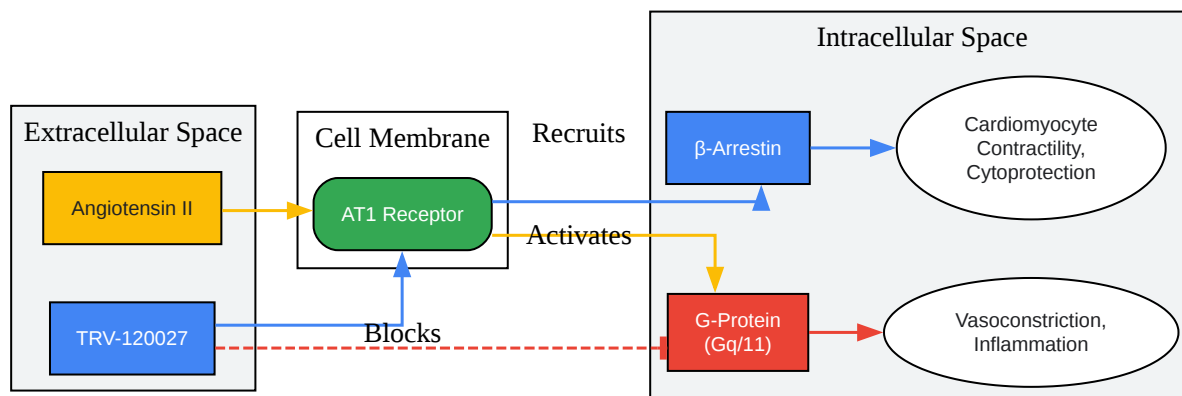 Intracellular Space
Extracellular Space
Cell Membrane
Recruits
β-Arrestin
Cardiomyocyte
Contractility,
Cytoprotection
Angiotensin II
AT1 Receptor
Activates
TRV-120027
Blocks
G-Protein
(Gq/11)
Vasoconstriction,
Inflammation